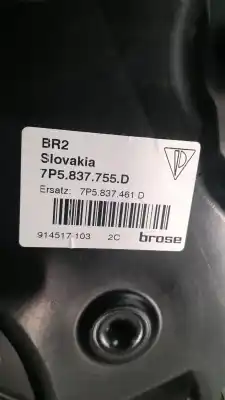 BR2
Slovakia
7P5.837.755.D
Ersatz: 7P5.837.461 D
914517 103 2C brose